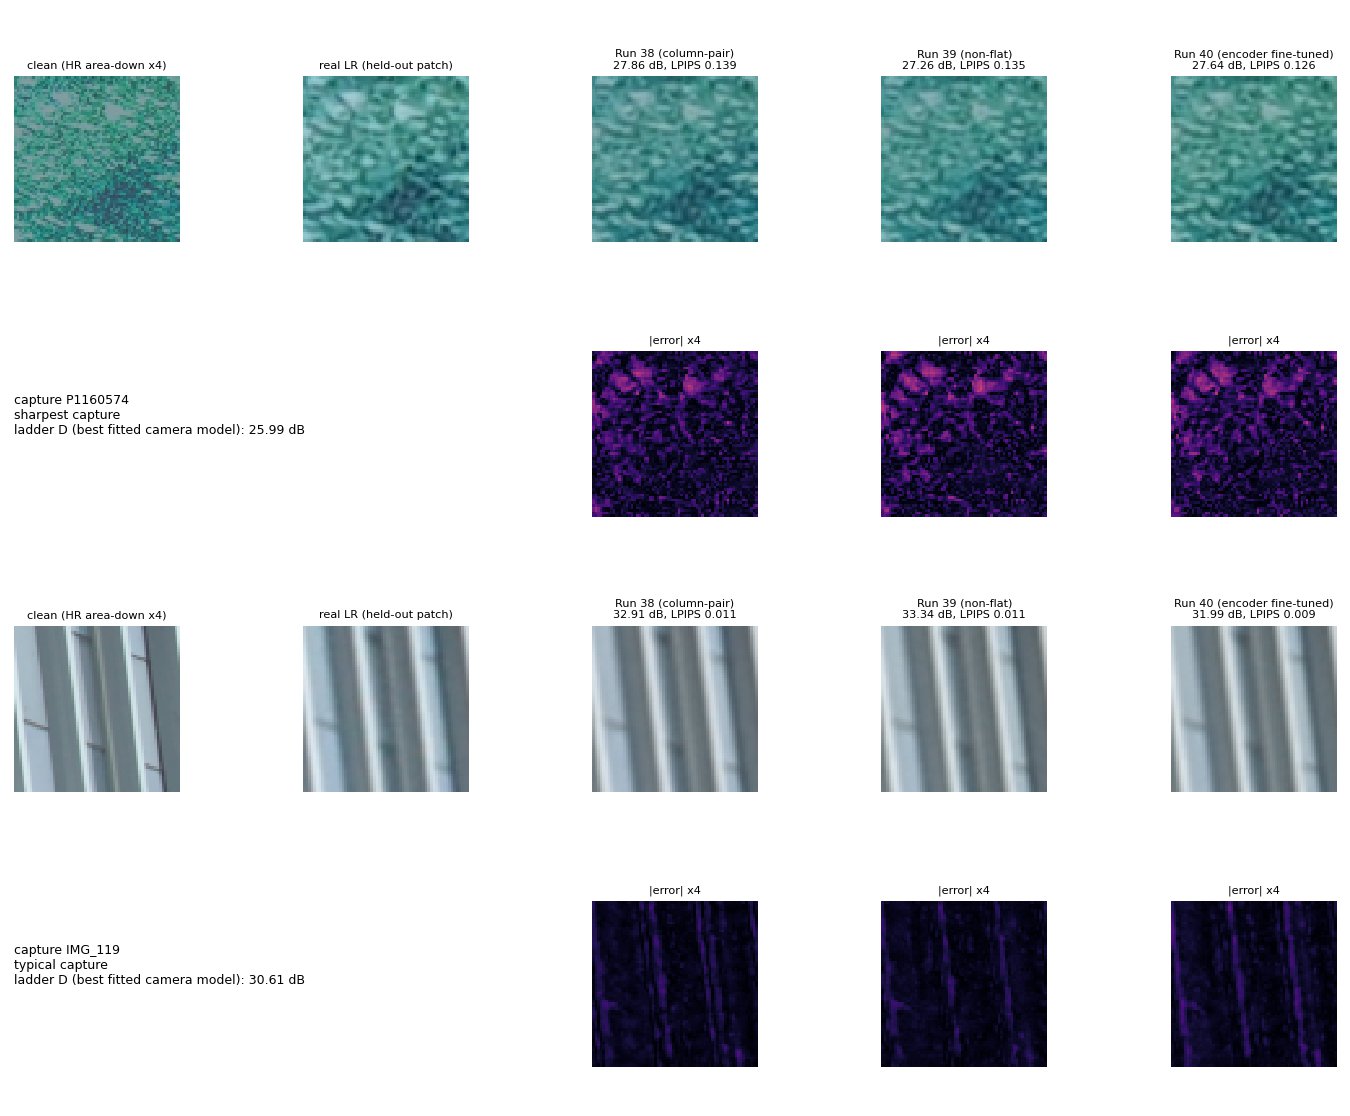 clean (HR area-down x4)
real LR (held-out patch)
Run 38 (column-pair)
27.86 dB, LPIPS 0.139
Run 39 (non-flat)
27.26 dB, LPIPS 0.135
Run 40 (encoder fine-tuned)
27.64 dB, LPIPS 0.126
|error| x4
|error| x4
|error| x4
capture P1160574
sharpest capture
ladder D (best fitted camera model): 25.99 dB
clean (HR area-down x4)
real LR (held-out patch)
Run 38 (column-pair)
32.91 dB, LPIPS 0.011
Run 39 (non-flat)
33.34 dB, LPIPS 0.011
Run 40 (encoder fine-tuned)
31.99 dB, LPIPS 0.009
|error| x4
|error| x4
|error| x4
capture IMG_119
typical capture
ladder D (best fitted camera model): 30.61 dB